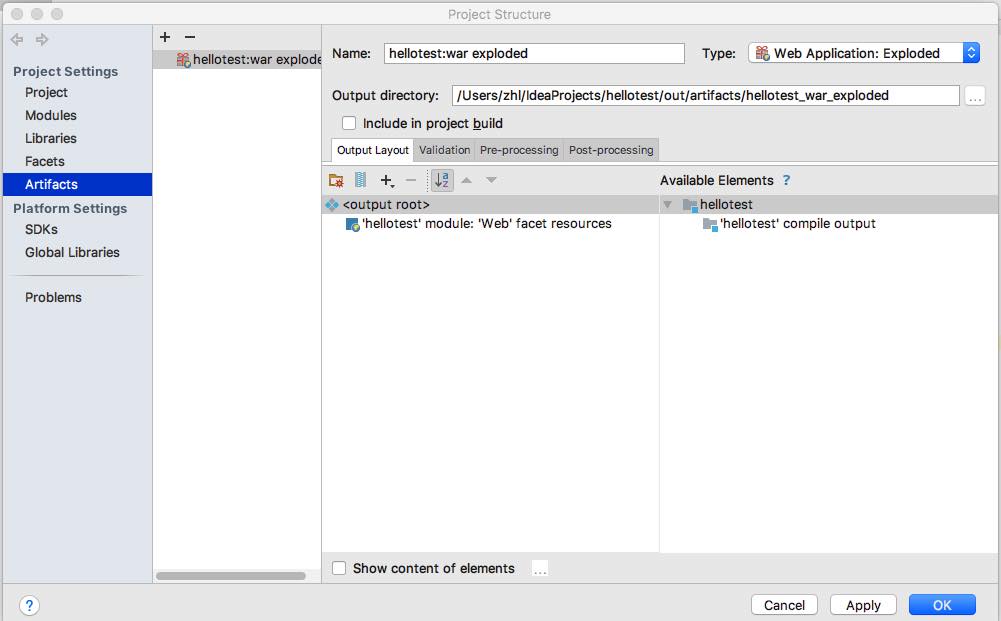 Project Structure
Project Settings
Project
Modules
Libraries
Facets
Artifacts
Platform Settings
SDKs
Global Libraries
Problems
hellotest:war explode
Name: hellotest:war exploded Type: Web Application: Exploded
Output directory: /Users/zhl/IdeaProjects/hellotest/out/artifacts/hellotest_war_exploded ...
Include in project build
Output Layout Validation Pre-processing Post-processing
Available Elements ?
<output root>
'hellotest' module: 'Web' facet resources
hellotest
'hellotest' compile output
Show content of elements ...
? Cancel Apply OK